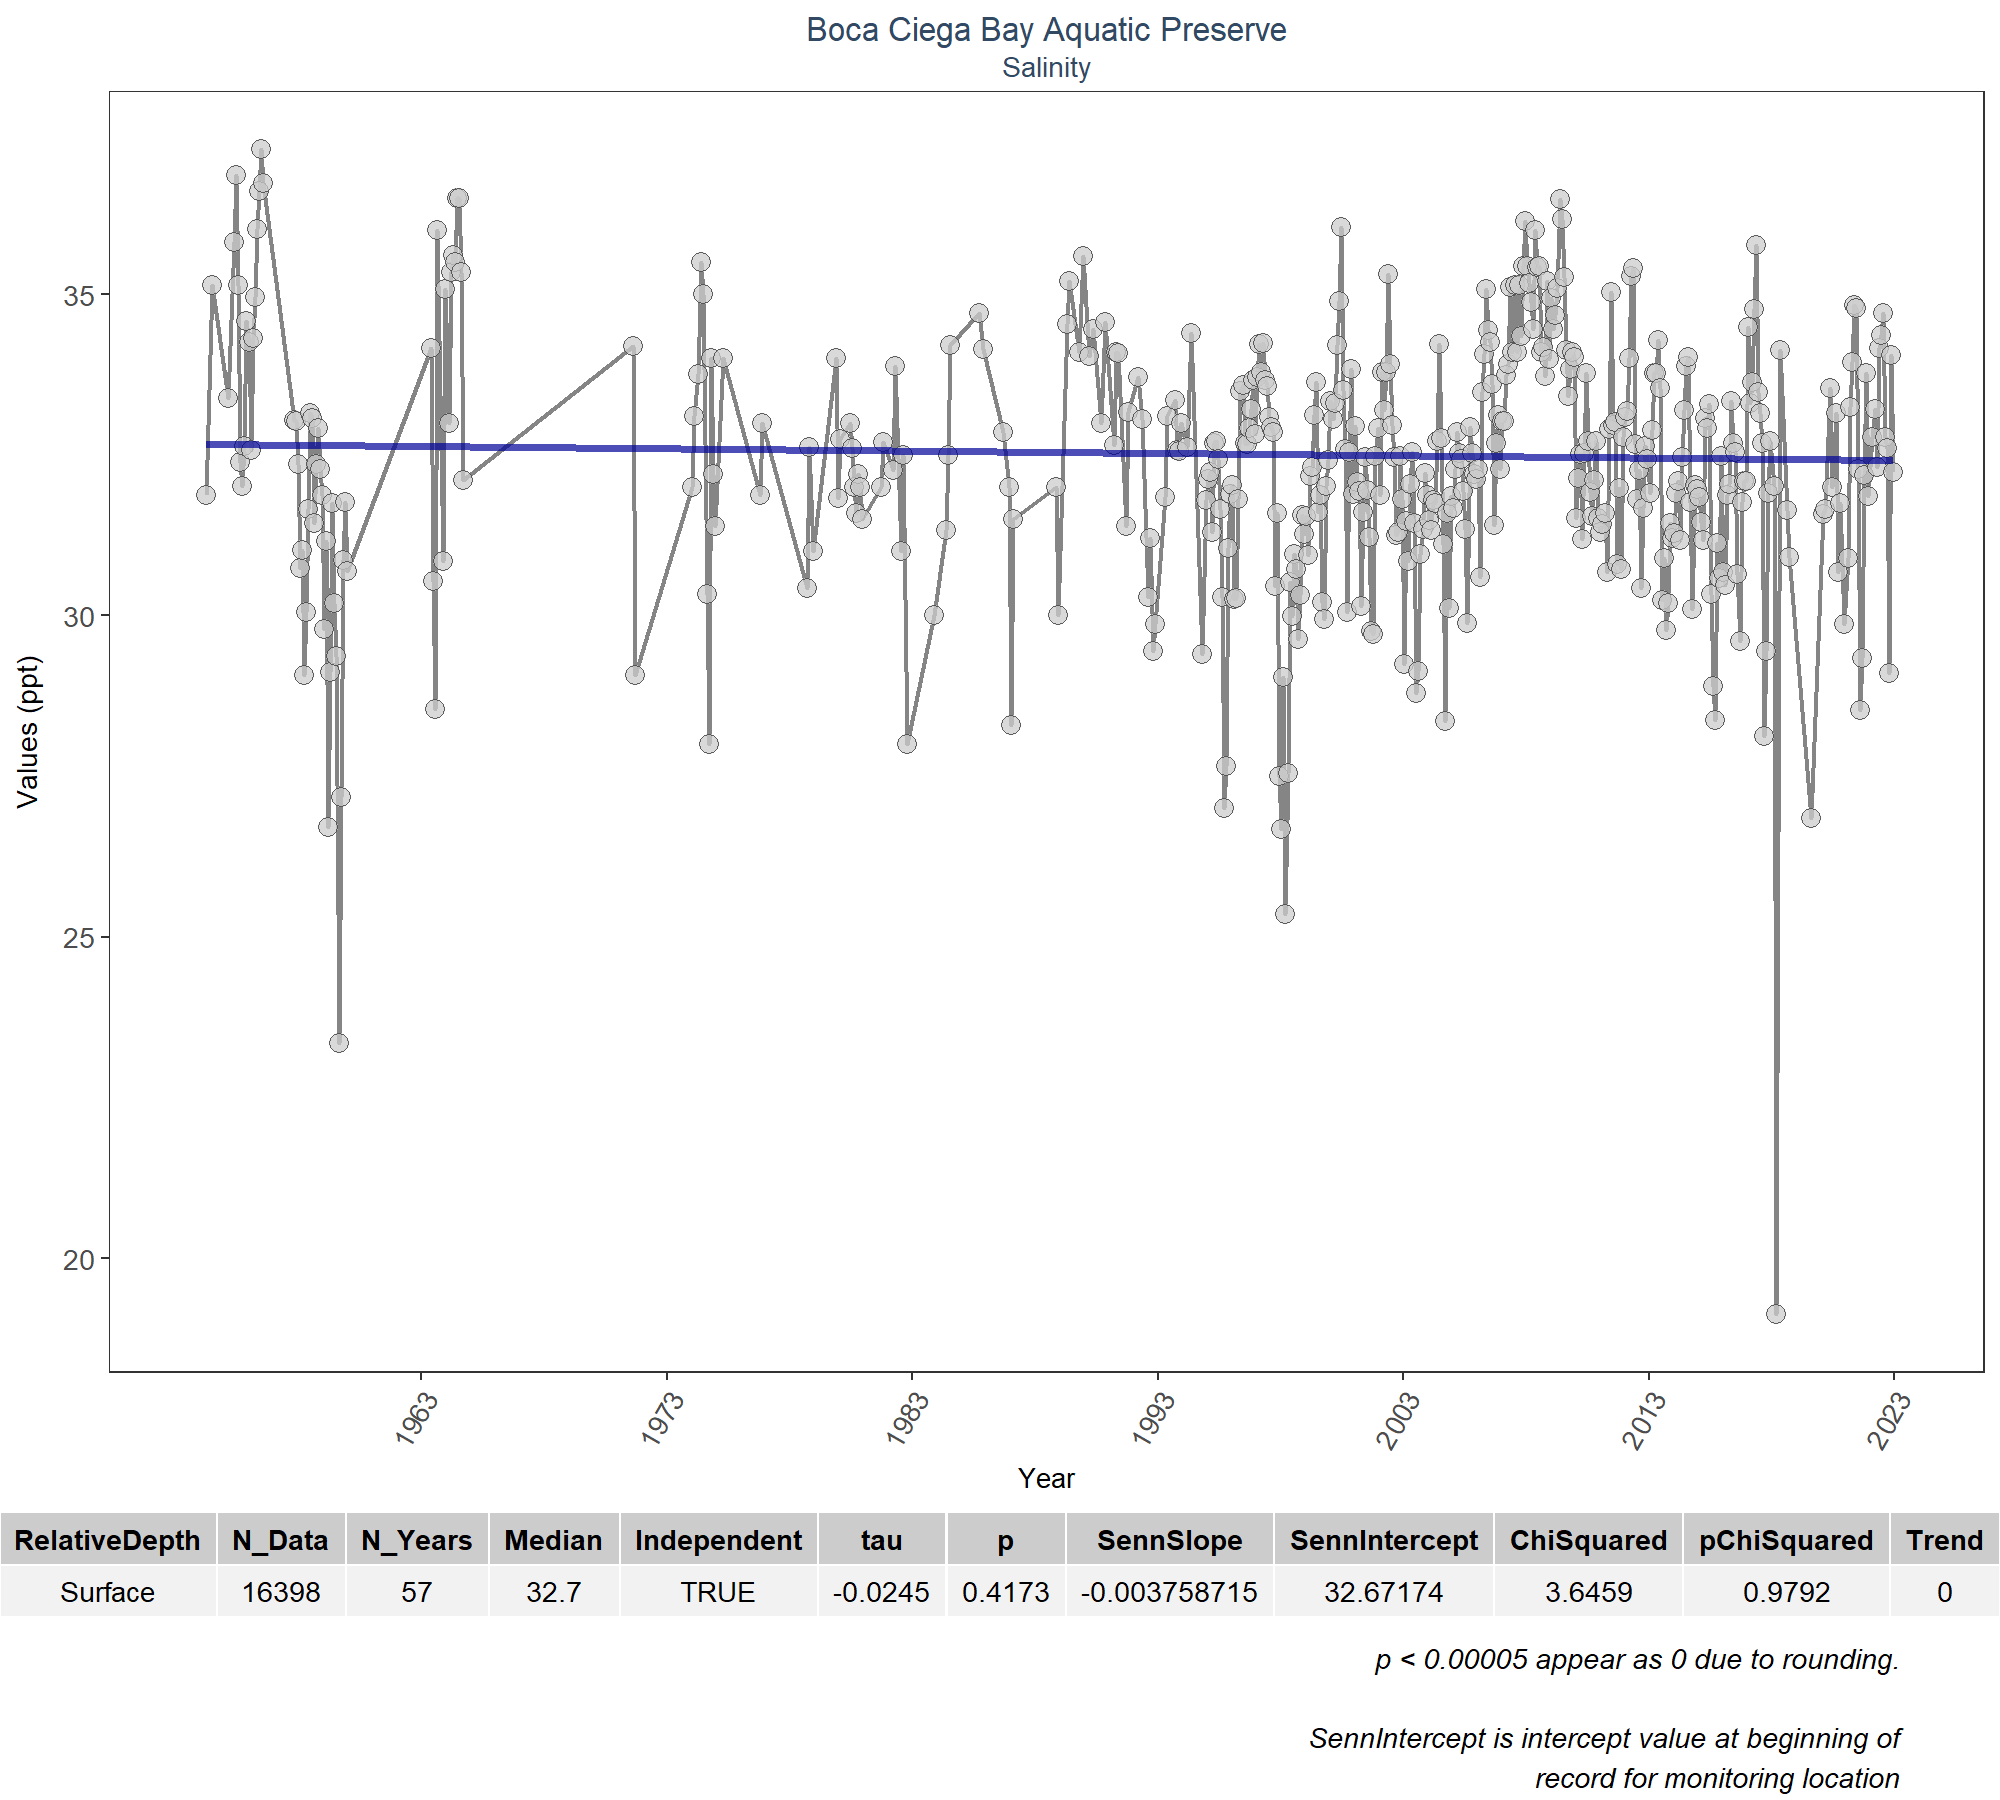 Boca Ciega Bay Aquatic Preserve
Salinity
Values (ppt)
35
30
25
20
1963 1973 1983 1993 2003 2013 2023
Year
RelativeDepth N_Data N_Years Median Independent tau p SennSlope SennIntercept ChiSquared pChiSquared Trend
Surface 16398 57 32.7 TRUE -0.0245 0.4173 -0.003758715 32.67174 3.6459 0.9792 0
p < 0.00005 appear as 0 due to rounding.
SennIntercept is intercept value at beginning of
record for monitoring location